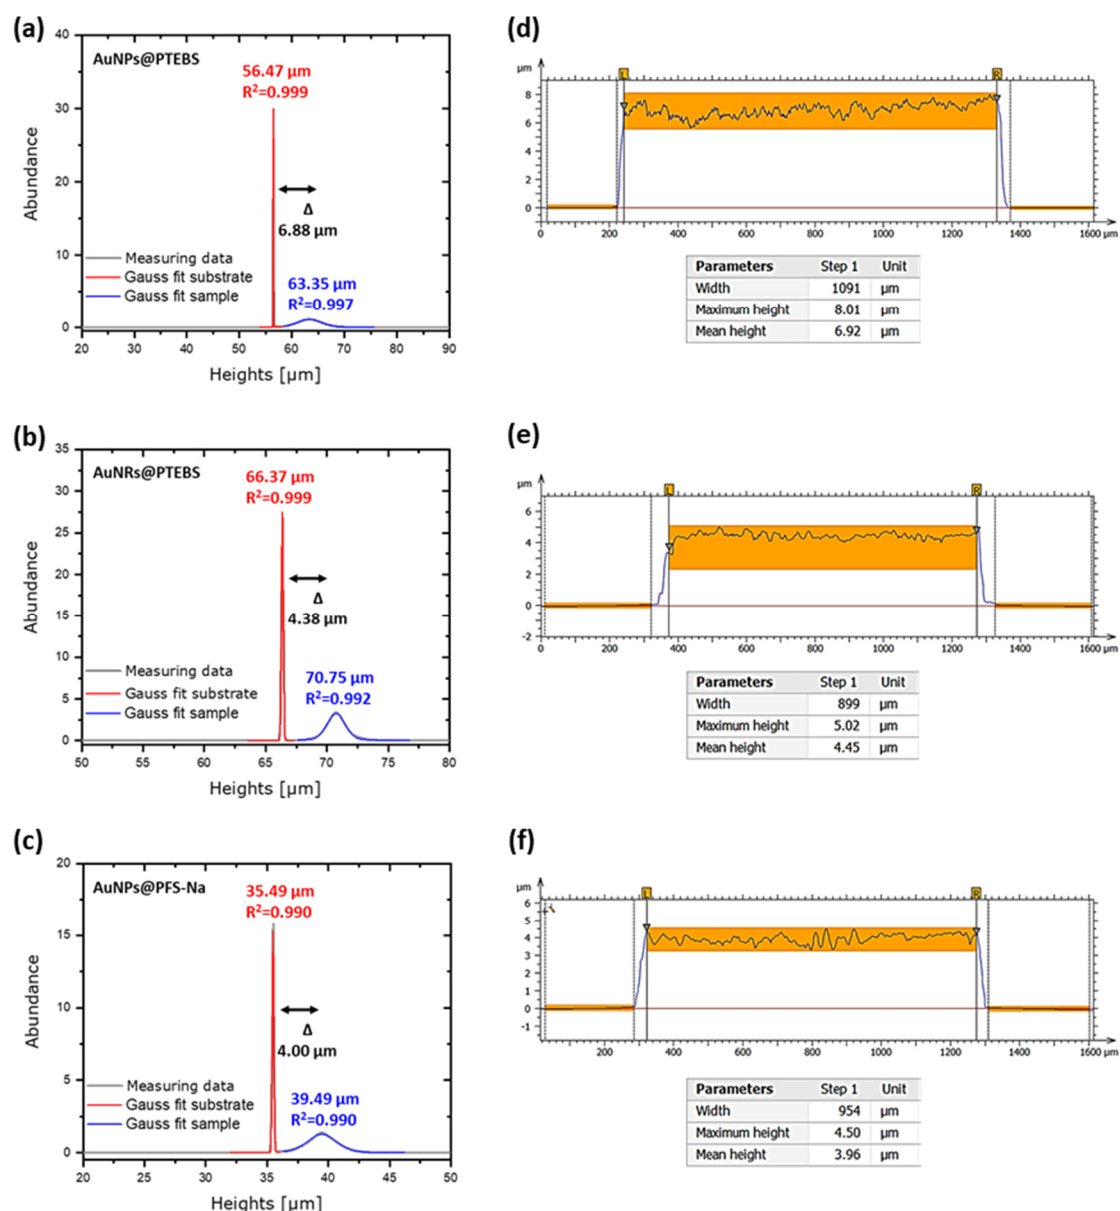 (a)
AuNPs@PTEBS
56.47 µm
R²=0.999
Δ
6.88 µm
63.35 µm
R²=0.997
Measuring data
Gauss fit substrate
Gauss fit sample
Abundance
40
30
20
10
0
20 30 40 50 60 70 80 90
Heights [µm]
(d)
µm
L R
8
6
4
2
0
0 200 400 600 800 1000 1200 1400 1600 µm
Parameters Step 1 Unit
Width 1091 µm
Maximum height 8.01 µm
Mean height 6.92 µm
(b)
AuNRs@PTEBS
66.37 µm
R²=0.999
Δ
4.38 µm
70.75 µm
R²=0.992
Measuring data
Gauss fit substrate
Gauss fit sample
Abundance
35
30
25
20
15
10
5
0
50 55 60 65 70 75 80
Heights [µm]
(e)
µm
L R
6
4
2
0
-2
0 200 400 600 800 1000 1200 1400 1600 µm
Parameters Step 1 Unit
Width 899 µm
Maximum height 5.02 µm
Mean height 4.45 µm
(c)
AuNPs@PFS-Na
35.49 µm
R²=0.990
Δ
4.00 µm
39.49 µm
R²=0.990
Measuring data
Gauss fit substrate
Gauss fit sample
Abundance
20
15
10
5
0
20 25 30 35 40 45 50
Heights [µm]
(f)
µm
L R
6
5
4
3
2
1
0
-1
200 400 600 800 1000 1200 1400 1600 µm
Parameters Step 1 Unit
Width 954 µm
Maximum height 4.50 µm
Mean height 3.96 µm